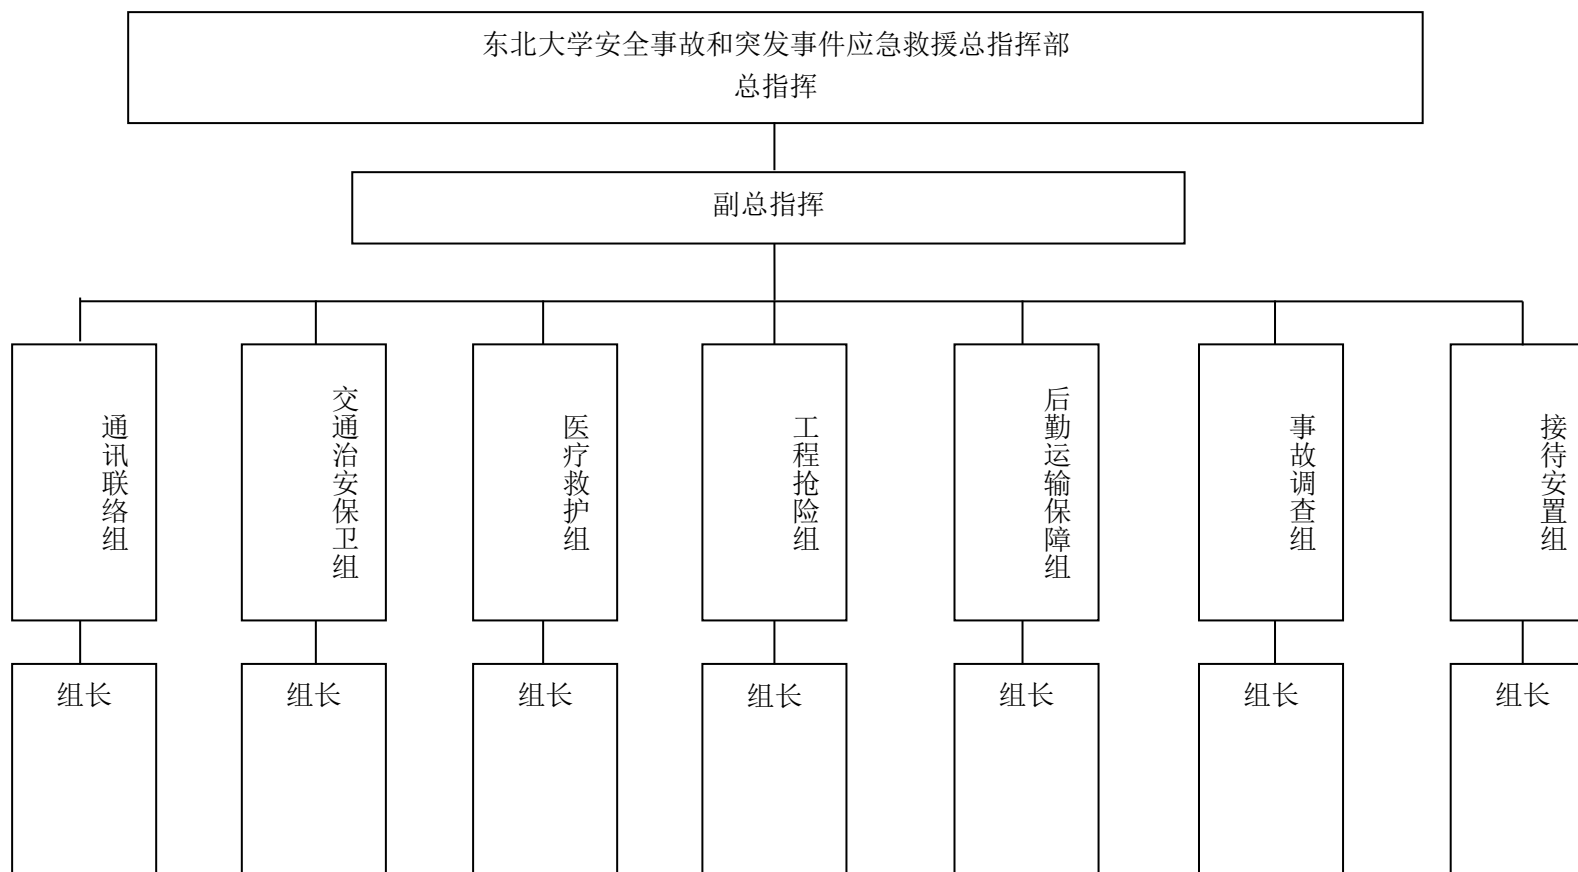 东北大学安全事故和突发事件应急救援总指挥部
总指挥
副总指挥
通讯联络组
交通治安保卫组
医疗救护组
工程抢险组
后勤运输保障组
事故调查组
接待安置组
组长
组长
组长
组长
组长
组长
组长